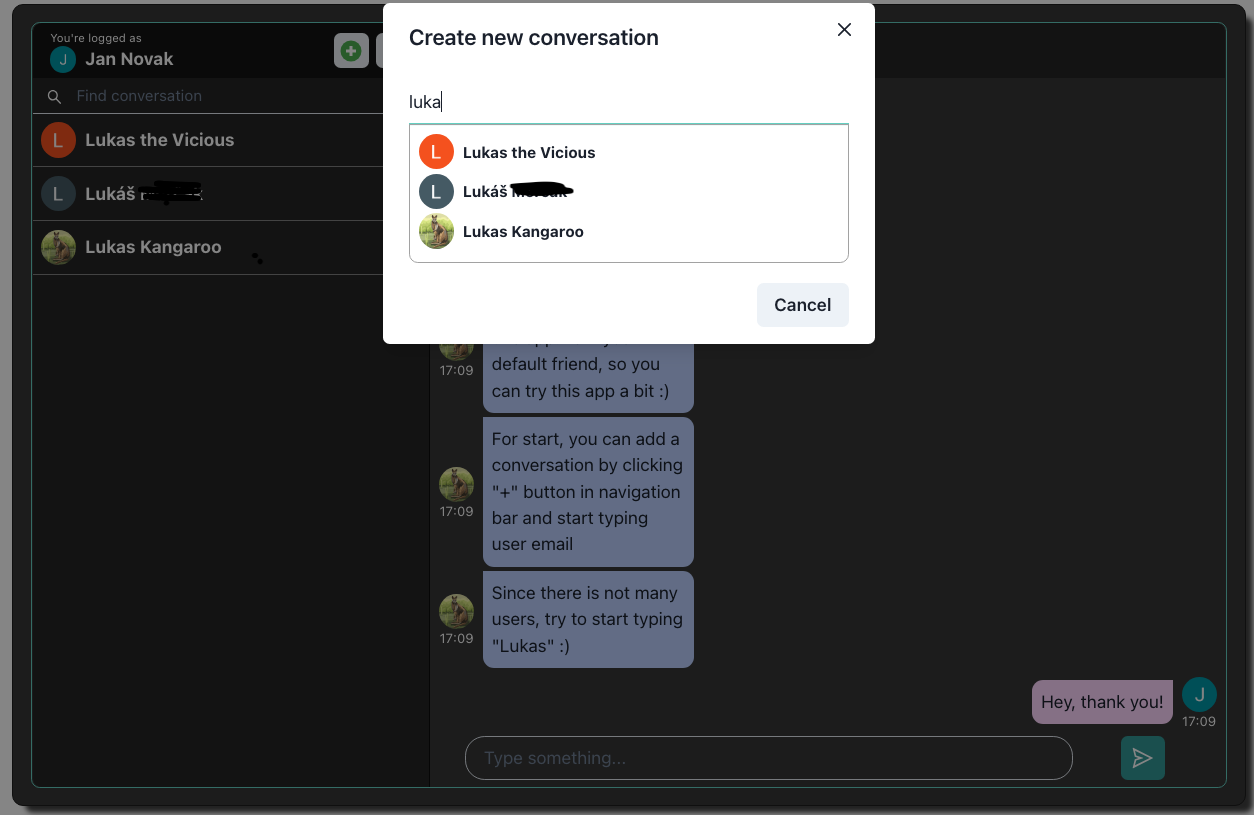 You're logged as
J
Jan Novak
Find conversation
L
Lukas the Vicious
L
Lukáš
Lukas Kangaroo
Create new conversation
luka
L
Lukas the Vicious
L
Lukáš
Lukas Kangaroo
Cancel
17:09
default friend, so you
can try this app a bit :)
17:09
For start, you can add a
conversation by clicking
"+" button in navigation
bar and start typing
user email
17:09
Since there is not many
users, try to start typing
"Lukas" :)
Hey, thank you!
J
17:09
Type something...